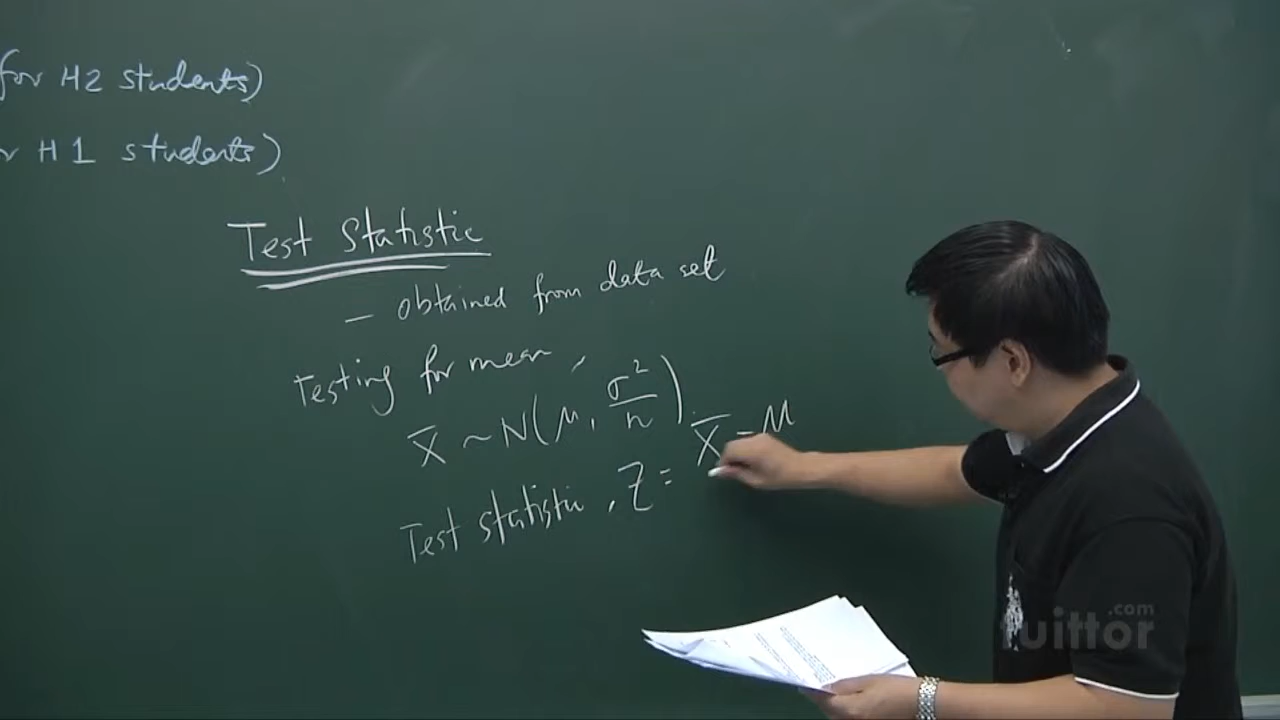 for H2 students)
H1 students)
Test Statistic
– obtained from data set
Testing for mean,
X̄ ~ N(μ, σ²/n)
Test statistic, Z = X̄ – μ
tuittor.com